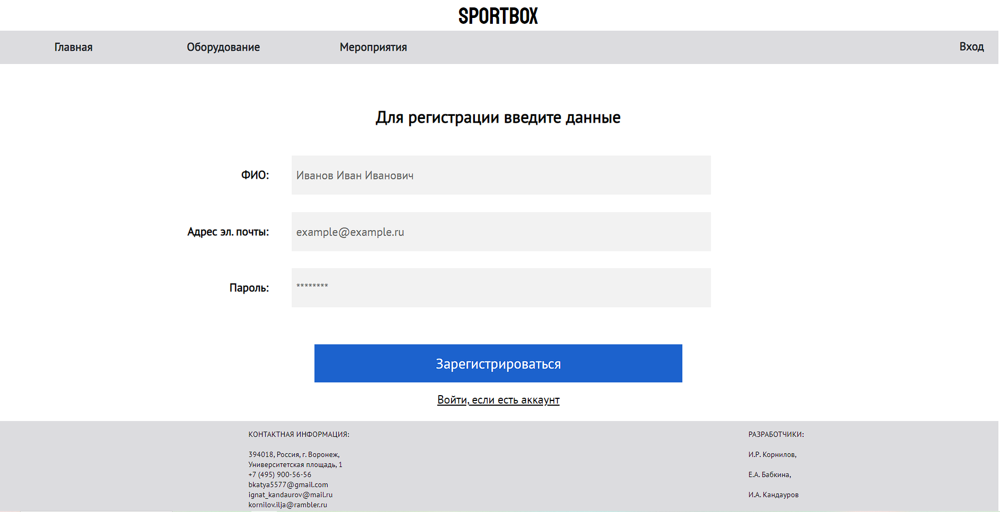 SPORTBOX
Главная Оборудование Мероприятия Вход
Для регистрации введите данные
ФИО: Иванов Иван Иванович
Адрес эл. почты: example@example.ru
Пароль: ********
Зарегистрироваться
Войти, если есть аккаунт
КОНТАКТНАЯ ИНФОРМАЦИЯ:
394018, Россия, г. Воронеж,
Университетская площадь, 1
+7 (495) 900-56-56
bkatya5577@gmail.com
ignat_kandaurov@mail.ru
kornilov.ilja@rambler.ru
РАЗРАБОТЧИКИ:
И.Р. Корнилов,
Е.А. Бабкина,
И.А. Кандауров